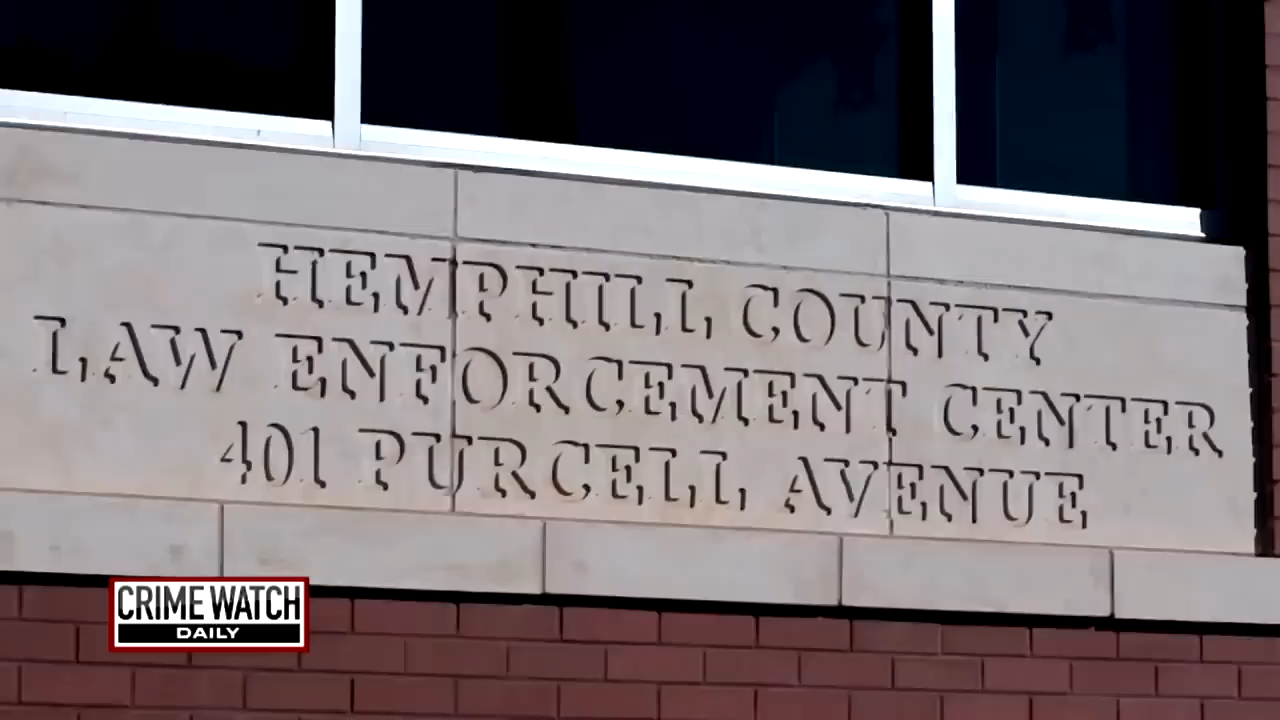 HEMPHILL COUNTY
LAW ENFORCEMENT CENTER
401 PURCELL AVENUE
CRIME WATCH
DAILY